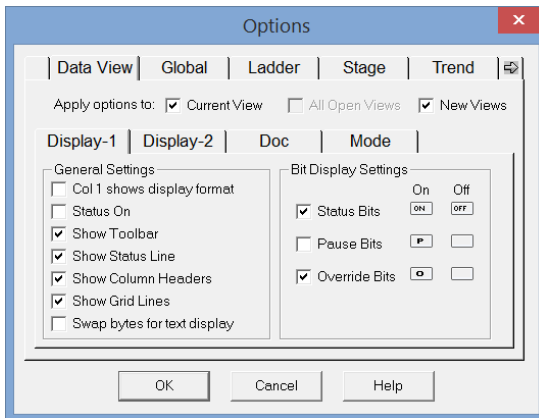 Options
Data View Global Ladder Stage Trend
Apply options to: Current View All Open Views New Views
Display-1 Display-2 Doc Mode
General Settings
Col 1 shows display format
Status On
Show Toolbar
Show Status Line
Show Column Headers
Show Grid Lines
Swap bytes for text display
Bit Display Settings
On Off
Status Bits ON OFF
Pause Bits P
Override Bits O
OK Cancel Help